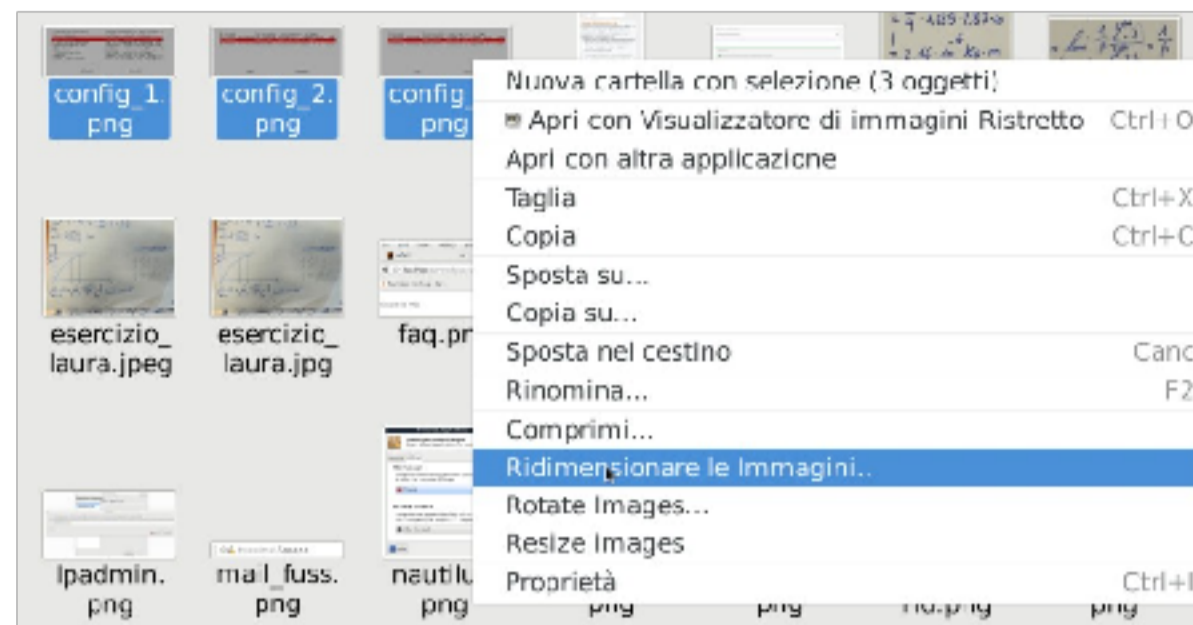 config_1.
png
config_2.
png
config_
png
Nuova cartella con selezione (3 oggetti)
Apri con Visualizzatore di immagini Ristretto Ctrl+O
Apri con altra applicazione
Taglia Ctrl+X
Copia Ctrl+C
Sposta su...
Copia su...
Sposta nel cestino Canc
Rinomina... F2
Comprimi...
Ridimensionare le Immagini..
Rotate Images...
Resize Images
Proprietà Ctrl+I
esercizio_
laura.jpeg
esercizio_
laura.jpg
faq.pn
lpadmin.
png
mail_fuss.
png
nautilu
png
png
png
png